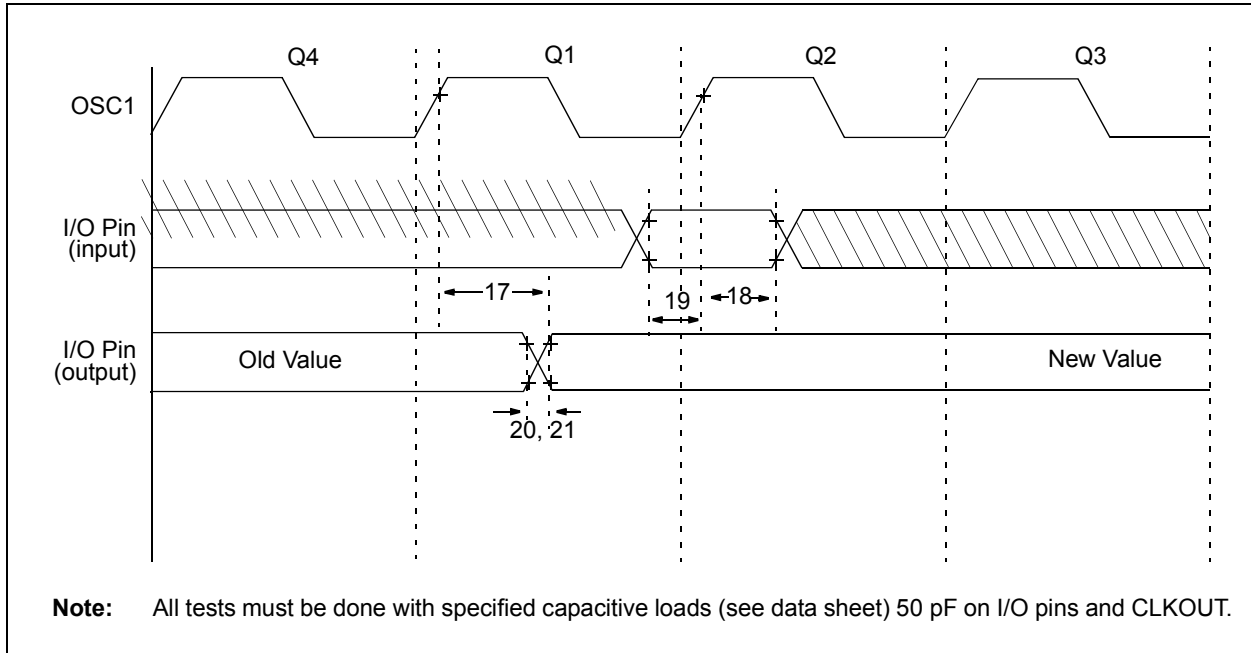 Q4 Q1 Q2 Q3
OSC1
I/O Pin
(input)
17
19
18
I/O Pin
(output)
Old Value
New Value
20, 21
Note: All tests must be done with specified capacitive loads (see data sheet) 50 pF on I/O pins and CLKOUT.